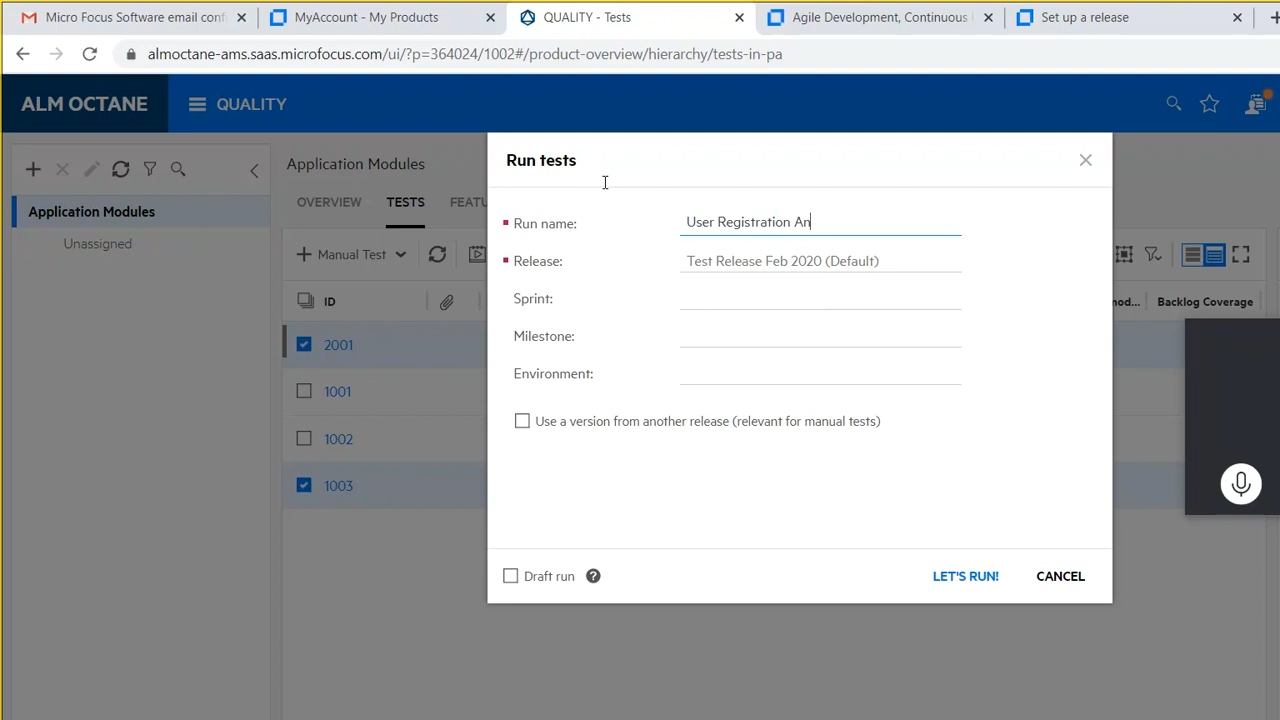 Micro Focus Software email conf
MyAccount - My Products
QUALITY - Tests
Agile Development, Continuous
Set up a release
almoctane-ams.saas.microfocus.com/ui/?p=364024/1002#/product-overview/hierarchy/tests-in-pa
ALM OCTANE
QUALITY
Application Modules
Unassigned
Application Modules
OVERVIEW
TESTS
FEATU
Manual Test
ID
mod...
Backlog Coverage
2001
1001
1002
1003
Run tests
Run name:
User Registration An
Release:
Test Release Feb 2020 (Default)
Sprint:
Milestone:
Environment:
Use a version from another release (relevant for manual tests)
Draft run
?
LET'S RUN!
CANCEL